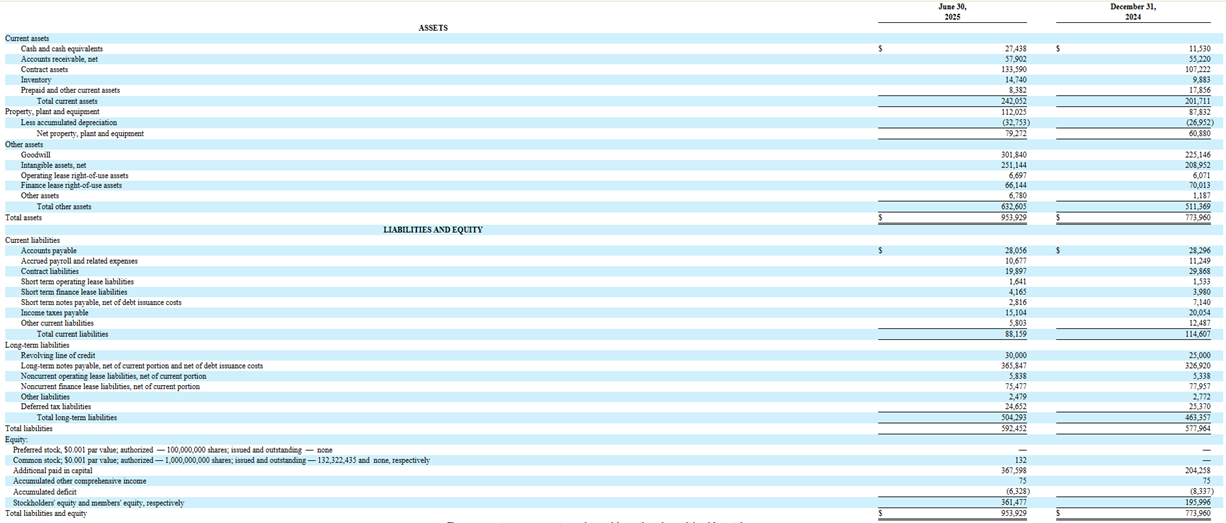 June 30,
2025
December 31,
2024
ASSETS
Current assets
Cash and cash equivalents $ 27,438 $ 11,530
Accounts receivable, net 57,902 55,220
Contract assets 133,590 107,222
Inventory 14,740 9,883
Prepaid and other current assets 8,382 17,856
Total current assets 242,052 201,711
Property, plant and equipment 112,025 87,832
Less accumulated depreciation (32,753) (26,952)
Net property, plant and equipment 79,272 60,880
Other assets
Goodwill 301,840 225,146
Intangible assets, net 251,144 208,952
Operating lease right-of-use assets 6,697 6,071
Finance lease right-of-use assets 66,144 70,013
Other assets 6,780 1,187
Total other assets 632,605 511,369
Total assets $ 953,929 $ 773,960
LIABILITIES AND EQUITY
Current liabilities
Accounts payable $ 28,056 $ 28,296
Accrued payroll and related expenses 10,677 11,249
Contract liabilities 19,897 29,868
Short term operating lease liabilities 1,641 1,533
Short term finance lease liabilities 4,165 3,980
Short term notes payable, net of debt issuance costs 2,816 7,140
Income taxes payable 15,104 20,054
Other current liabilities 5,803 12,487
Total current liabilities 88,159 114,607
Long-term liabilities
Revolving line of credit 30,000 25,000
Long-term notes payable, net of current portion and net of debt issuance costs 365,847 326,920
Noncurrent operating lease liabilities, net of current portion 5,838 5,338
Noncurrent finance lease liabilities, net of current portion 75,477 77,957
Other liabilities 2,479 2,772
Deferred tax liabilities 24,652 25,370
Total long-term liabilities 504,293 463,357
Total liabilities 592,452 577,964
Equity:
Preferred stock, $0.001 par value; authorized — 100,000,000 shares; issued and outstanding — none — —
Common stock; $0.001 par value; authorized — 1,000,000,000 shares; issued and outstanding — 132,322,435 and none, respectively 132 —
Additional paid in capital 367,598 204,258
Accumulated other comprehensive income 75 75
Accumulated deficit (6,328) (8,337)
Stockholders' equity and members' equity, respectively 361,477 195,996
Total liabilities and equity $ 953,929 $ 773,960